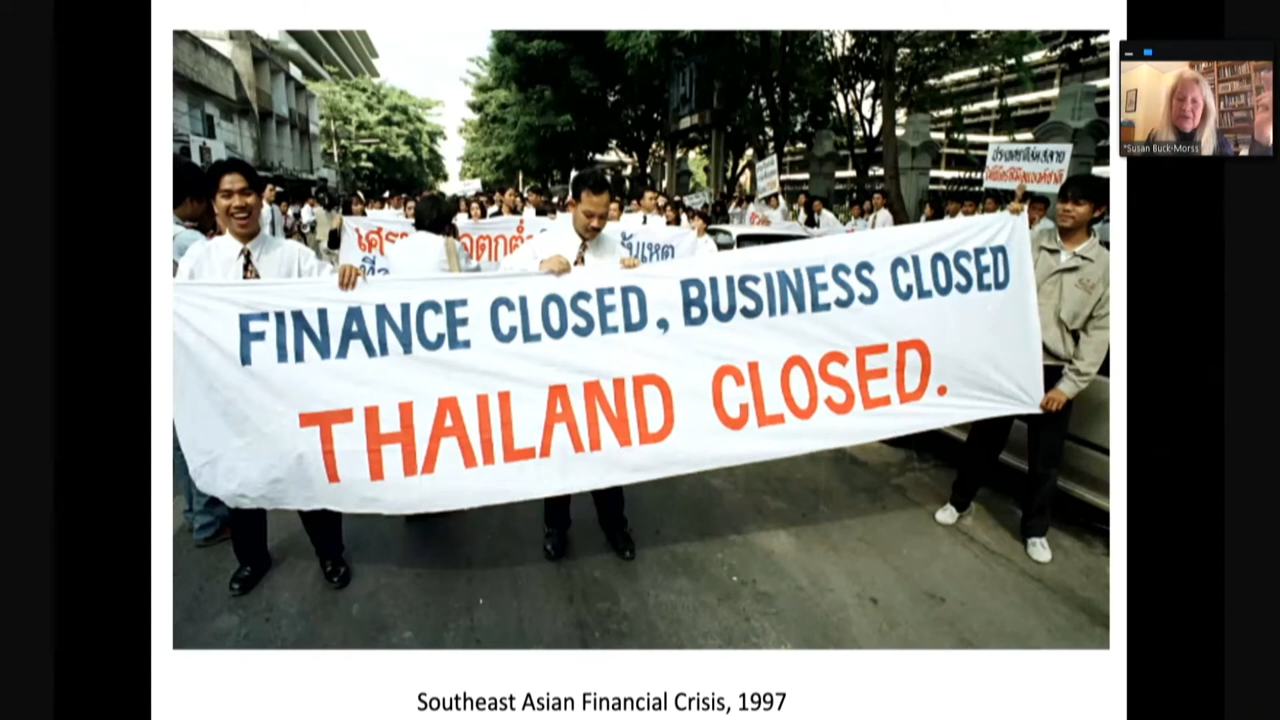 *Susan Buck-Morss
FINANCE CLOSED, BUSINESS CLOSED
THAILAND CLOSED.
Southeast Asian Financial Crisis, 1997